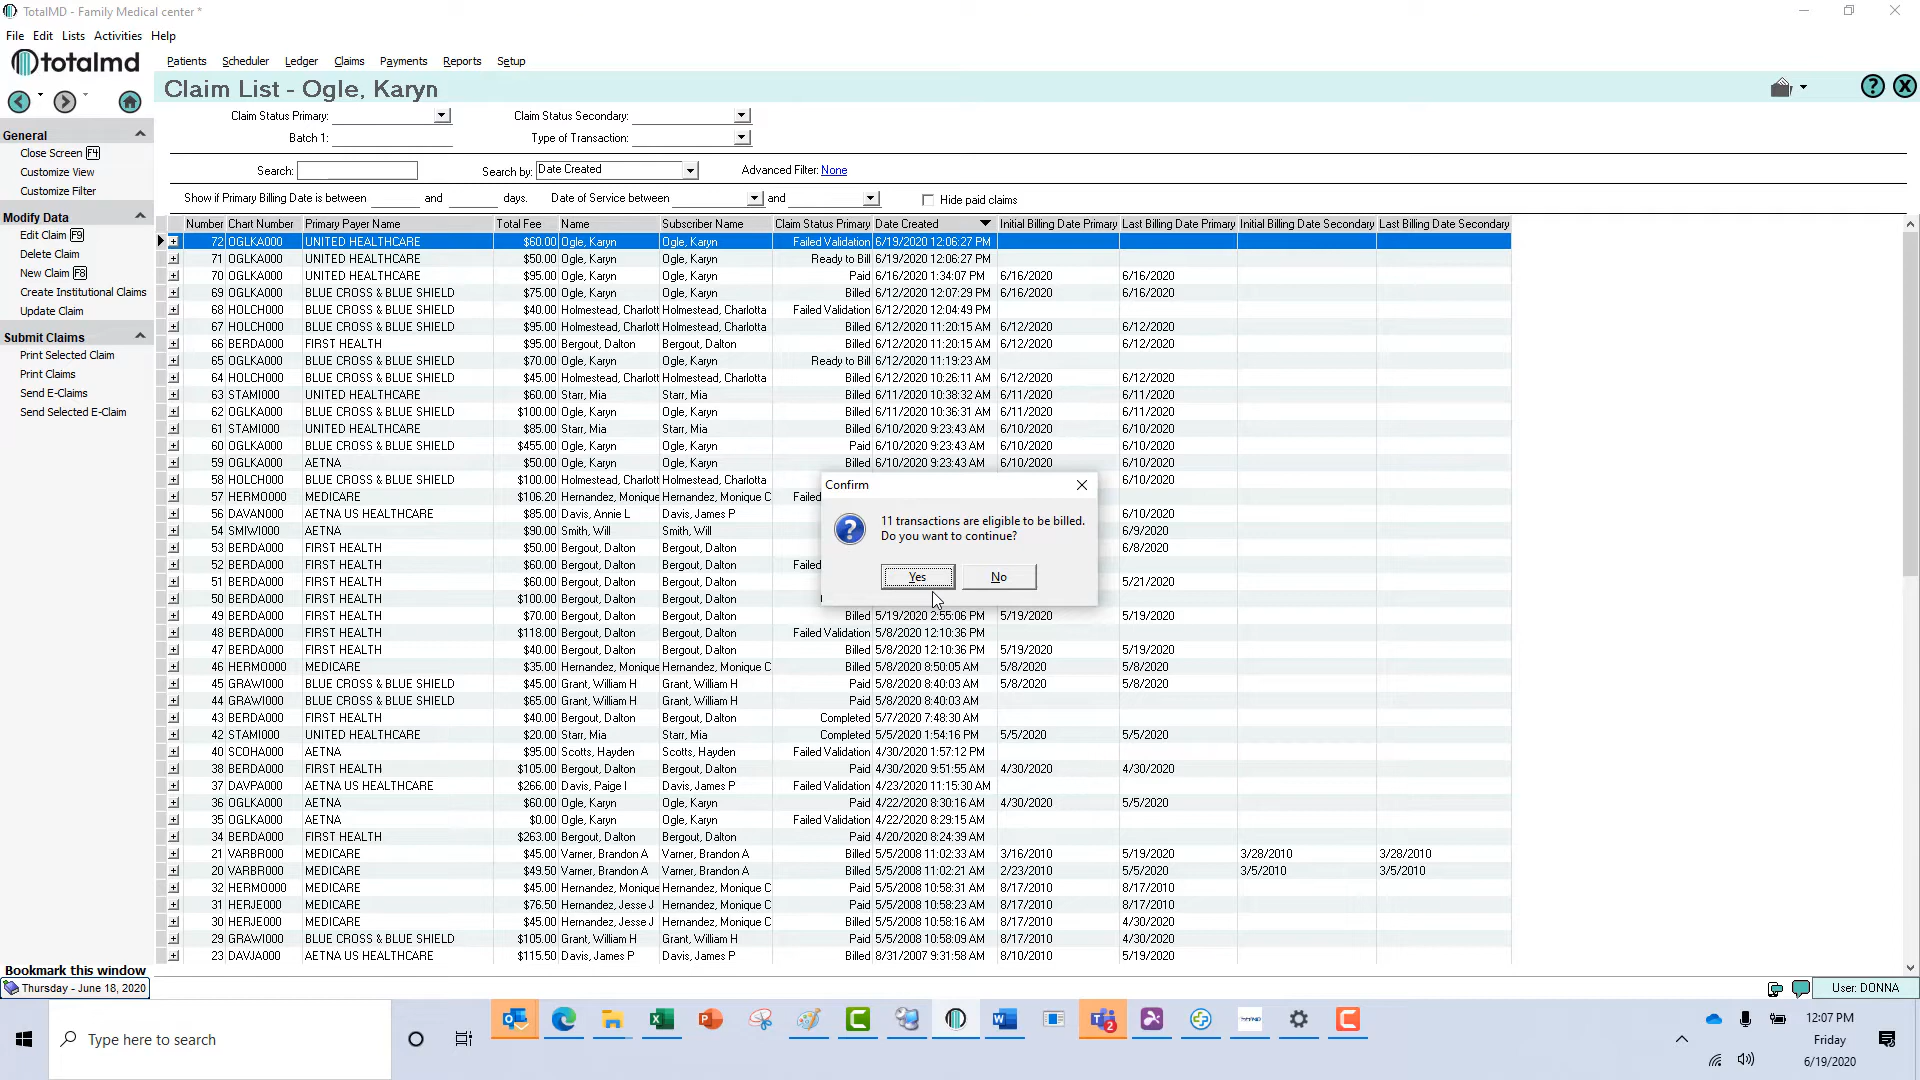 TotalMD - Family Medical center *
File Edit Lists Activities Help
totalmd
Patients Scheduler Ledger Claims Payments Reports Setup
Claim List - Ogle, Karyn
General
Close Screen F4
Customize View
Customize Filter
Modify Data
Edit Claim F9
Delete Claim
New Claim F8
Create Institutional Claims
Update Claim
Submit Claims
Print Selected Claim
Print Claims
Send E-Claims
Send Selected E-Claim
Claim Status Primary: Claim Status Secondary:
Batch 1: Type of Transaction:
Search: Search by: Date Created Advanced Filter: None
Show if Primary Billing Date is between and days. Date of Service between and Hide paid claims
Number Chart Number Primary Payer Name Total Fee Name Subscriber Name Claim Status Primary Date Created Initial Billing Date Primary Last Billing Date Primary Initial Billing Date Secondary Last Billing Date Secondary
72 OGLKA000 UNITED HEALTHCARE $60.00 Ogle, Karyn Ogle, Karyn Failed Validation 6/19/2020 12:06:27 PM
71 OGLKA000 UNITED HEALTHCARE $50.00 Ogle, Karyn Ogle, Karyn Ready to Bill 6/19/2020 12:06:27 PM
70 OGLKA000 UNITED HEALTHCARE $95.00 Ogle, Karyn Ogle, Karyn Paid 6/16/2020 1:34:07 PM 6/16/2020 6/16/2020
69 OGLKA000 BLUE CROSS & BLUE SHIELD $75.00 Ogle, Karyn Ogle, Karyn Billed 6/12/2020 12:07:29 PM 6/16/2020 6/16/2020
68 HOLCH000 BLUE CROSS & BLUE SHIELD $40.00 Holmestead, Charlott Holmestead, Charlotta Failed Validation 6/12/2020 12:04:49 PM
67 HOLCH000 BLUE CROSS & BLUE SHIELD $95.00 Holmestead, Charlott Holmestead, Charlotta Billed 6/12/2020 11:20:15 AM 6/12/2020 6/12/2020
66 BERDA000 FIRST HEALTH $95.00 Bergout, Dalton Bergout, Dalton Billed 6/12/2020 11:20:15 AM 6/12/2020 6/12/2020
65 OGLKA000 BLUE CROSS & BLUE SHIELD $70.00 Ogle, Karyn Ogle, Karyn Ready to Bill 6/12/2020 11:19:23 AM
64 HOLCH000 BLUE CROSS & BLUE SHIELD $45.00 Holmestead, Charlott Holmestead, Charlotta Billed 6/12/2020 10:26:11 AM 6/12/2020 6/12/2020
63 STAMI000 UNITED HEALTHCARE $60.00 Starr, Mia Starr, Mia Billed 6/11/2020 10:38:32 AM 6/11/2020 6/11/2020
62 OGLKA000 BLUE CROSS & BLUE SHIELD $100.00 Ogle, Karyn Ogle, Karyn Billed 6/11/2020 10:36:31 AM 6/11/2020 6/11/2020
61 STAMI000 UNITED HEALTHCARE $85.00 Starr, Mia Starr, Mia Billed 6/10/2020 9:23:43 AM 6/10/2020 6/10/2020
60 OGLKA000 BLUE CROSS & BLUE SHIELD $455.00 Ogle, Karyn Ogle, Karyn Paid 6/10/2020 9:23:43 AM 6/10/2020 6/10/2020
59 OGLKA000 AETNA $50.00 Ogle, Karyn Ogle, Karyn Billed 6/10/2020 9:23:43 AM 6/10/2020 6/10/2020
58 HOLCH000 BLUE CROSS & BLUE SHIELD $100.00 Holmestead, Charlott Holmestead, Charlotta 6/10/2020
57 HERMO000 MEDICARE $106.20 Hernandez, Monique Hernandez, Monique C Failed
56 DAVAN000 AETNA US HEALTHCARE $85.00 Davis, Annie L Davis, James P 6/10/2020
54 SMIWI000 AETNA $90.00 Smith, Will Smith, Will 6/9/2020
53 BERDA000 FIRST HEALTH $50.00 Bergout, Dalton Bergout, Dalton 6/8/2020
52 BERDA000 FIRST HEALTH $60.00 Bergout, Dalton Bergout, Dalton Failed
51 BERDA000 FIRST HEALTH $60.00 Bergout, Dalton Bergout, Dalton 5/21/2020
50 BERDA000 FIRST HEALTH $100.00 Bergout, Dalton Bergout, Dalton
49 BERDA000 FIRST HEALTH $70.00 Bergout, Dalton Bergout, Dalton Billed 5/19/2020 2:55:06 PM 5/19/2020 5/19/2020
48 BERDA000 FIRST HEALTH $118.00 Bergout, Dalton Bergout, Dalton Failed Validation 5/8/2020 12:10:36 PM
47 BERDA000 FIRST HEALTH $40.00 Bergout, Dalton Bergout, Dalton Billed 5/8/2020 12:10:36 PM 5/19/2020 5/19/2020
46 HERMO000 MEDICARE $35.00 Hernandez, Monique Hernandez, Monique C Billed 5/8/2020 8:50:05 AM 5/8/2020 5/8/2020
45 GRAWI000 BLUE CROSS & BLUE SHIELD $45.00 Grant, William H Grant, William H Paid 5/8/2020 8:40:03 AM 5/8/2020 5/8/2020
44 GRAWI000 BLUE CROSS & BLUE SHIELD $65.00 Grant, William H Grant, William H Paid 5/8/2020 8:40:03 AM
43 BERDA000 FIRST HEALTH $40.00 Bergout, Dalton Bergout, Dalton Completed 5/7/2020 7:48:30 AM
42 STAMI000 UNITED HEALTHCARE $20.00 Starr, Mia Starr, Mia Completed 5/5/2020 1:54:16 PM 5/5/2020 5/5/2020
40 SCOHA000 AETNA $95.00 Scotts, Hayden Scotts, Hayden Failed Validation 4/30/2020 1:57:12 PM
38 BERDA000 FIRST HEALTH $105.00 Bergout, Dalton Bergout, Dalton Paid 4/30/2020 9:51:55 AM 4/30/2020 4/30/2020
37 DAVPA000 AETNA US HEALTHCARE $266.00 Davis, Paige I Davis, James P Failed Validation 4/23/2020 11:15:30 AM
36 OGLKA000 AETNA $60.00 Ogle, Karyn Ogle, Karyn Paid 4/22/2020 8:30:16 AM 4/30/2020 5/5/2020
35 OGLKA000 AETNA $0.00 Ogle, Karyn Ogle, Karyn Failed Validation 4/22/2020 8:29:15 AM
34 BERDA000 FIRST HEALTH $263.00 Bergout, Dalton Bergout, Dalton Paid 4/20/2020 8:24:39 AM
21 VARBR000 MEDICARE $45.00 Varner, Brandon A Varner, Brandon A Billed 5/5/2008 11:02:33 AM 3/16/2010 5/19/2020 3/28/2010 3/28/2010
20 VARBR000 MEDICARE $49.50 Varner, Brandon A Varner, Brandon A Billed 5/5/2008 11:02:21 AM 2/23/2010 5/5/2020 3/5/2010 3/5/2010
32 HERMO000 MEDICARE $45.00 Hernandez, Monique Hernandez, Monique C Paid 5/5/2008 10:58:31 AM 8/17/2010 8/17/2010
31 HERJE000 MEDICARE $76.50 Hernandez, Jesse J Hernandez, Monique C Paid 5/5/2008 10:58:23 AM 8/17/2010 8/17/2010
30 HERJE000 MEDICARE $45.00 Hernandez, Jesse J Hernandez, Monique C Billed 5/5/2008 10:58:16 AM 8/17/2010 4/30/2020
29 GRAWI000 BLUE CROSS & BLUE SHIELD $105.00 Grant, William H Grant, William H Paid 5/5/2008 10:58:09 AM 8/17/2010 4/30/2020
23 DAVJA000 AETNA US HEALTHCARE $115.50 Davis, James P Davis, James P Paid 8/31/2007 9:31:58 AM 8/10/2010 5/19/2020
Confirm
11 transactions are eligible to be billed.
Do you want to continue?
Yes No
Bookmark this window
Thursday - June 18, 2020
User: DONNA
Type here to search
2
12:07 PM
Friday
6/19/2020